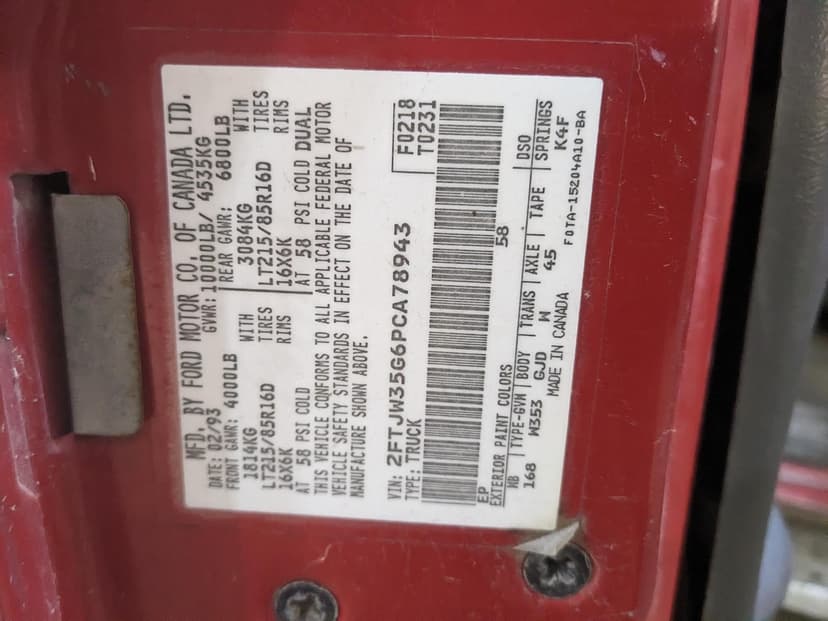 MFD. BY FORD MOTOR CO. OF CANADA LTD.
DATE: 02/93 GVWR: 10000LB/ 4535KG
FRONT GAWR: 4000LB REAR GAWR: 6800LB
1814KG WITH 3084KG WITH
LT215/85R16D TIRES LT215/85R16D TIRES
16X6K RIMS 16X6K RIMS
AT 58 PSI COLD AT 58 PSI COLD DUAL
THIS VEHICLE CONFORMS TO ALL APPLICABLE FEDERAL MOTOR
VEHICLE SAFETY STANDARDS IN EFFECT ON THE DATE OF
MANUFACTURE SHOWN ABOVE.
VIN: 2FTJW35G6PCA78943 F0218
TYPE: TRUCK T0231
EP 58
EXTERIOR PAINT COLORS DSO
WB TYPE-GVW BODY TRANS AXLE TAPE SPRINGS
168 W353 GJD W 45 K4F
MADE IN CANADA F0TA-15204A10-BA